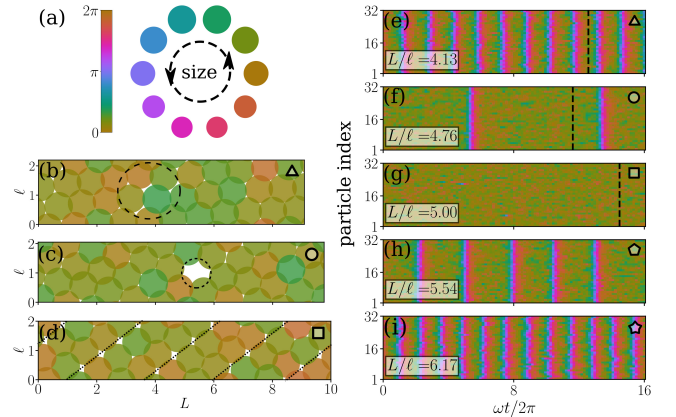 (a)
2π
π
0
size
(b)
ℓ
2
1
0
(c)
ℓ
2
1
0
(d)
ℓ
2
1
0
0 2 4 6 8 10
L
particle index
(e)
32
16
1
L/ℓ =4.13
(f)
32
16
1
L/ℓ =4.76
(g)
32
16
1
L/ℓ =5.00
(h)
32
16
1
L/ℓ =5.54
(i)
32
16
1
L/ℓ =6.17
0 8 16
ωt/2π